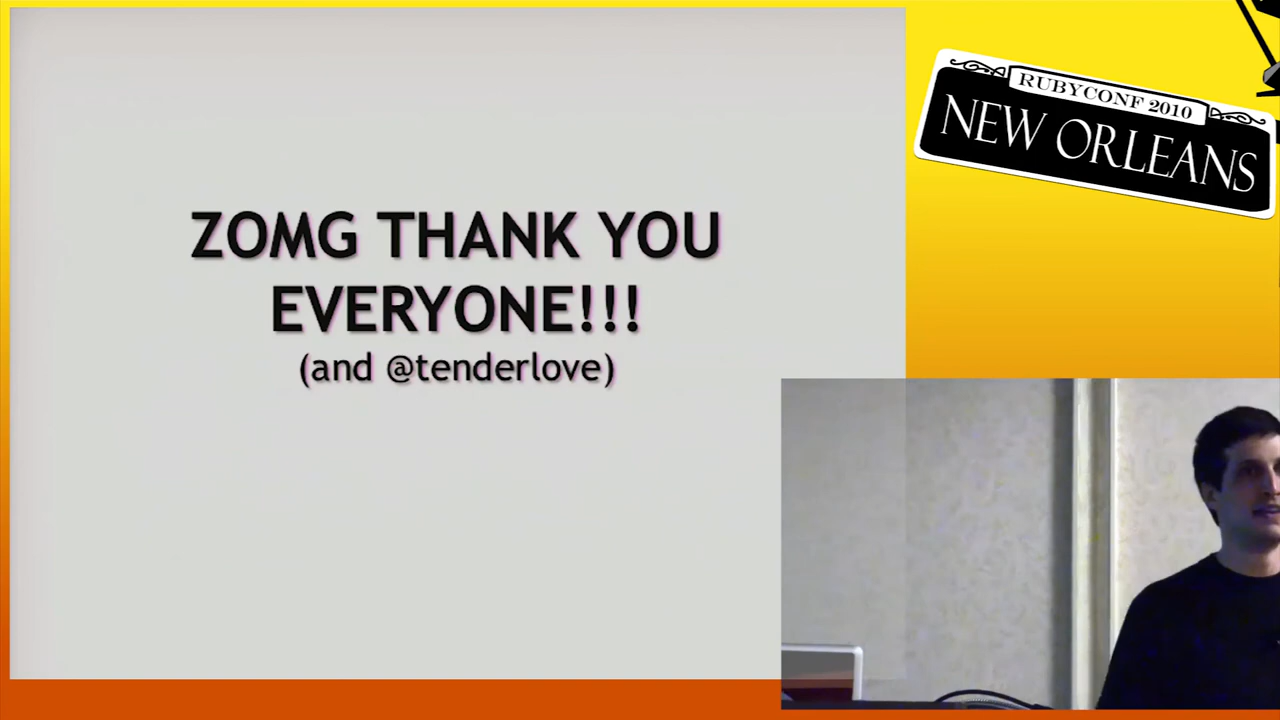 ZOMG THANK YOU
EVERYONE!!!
(and @tenderlove)
RUBYCONF 2010
NEW ORLEANS